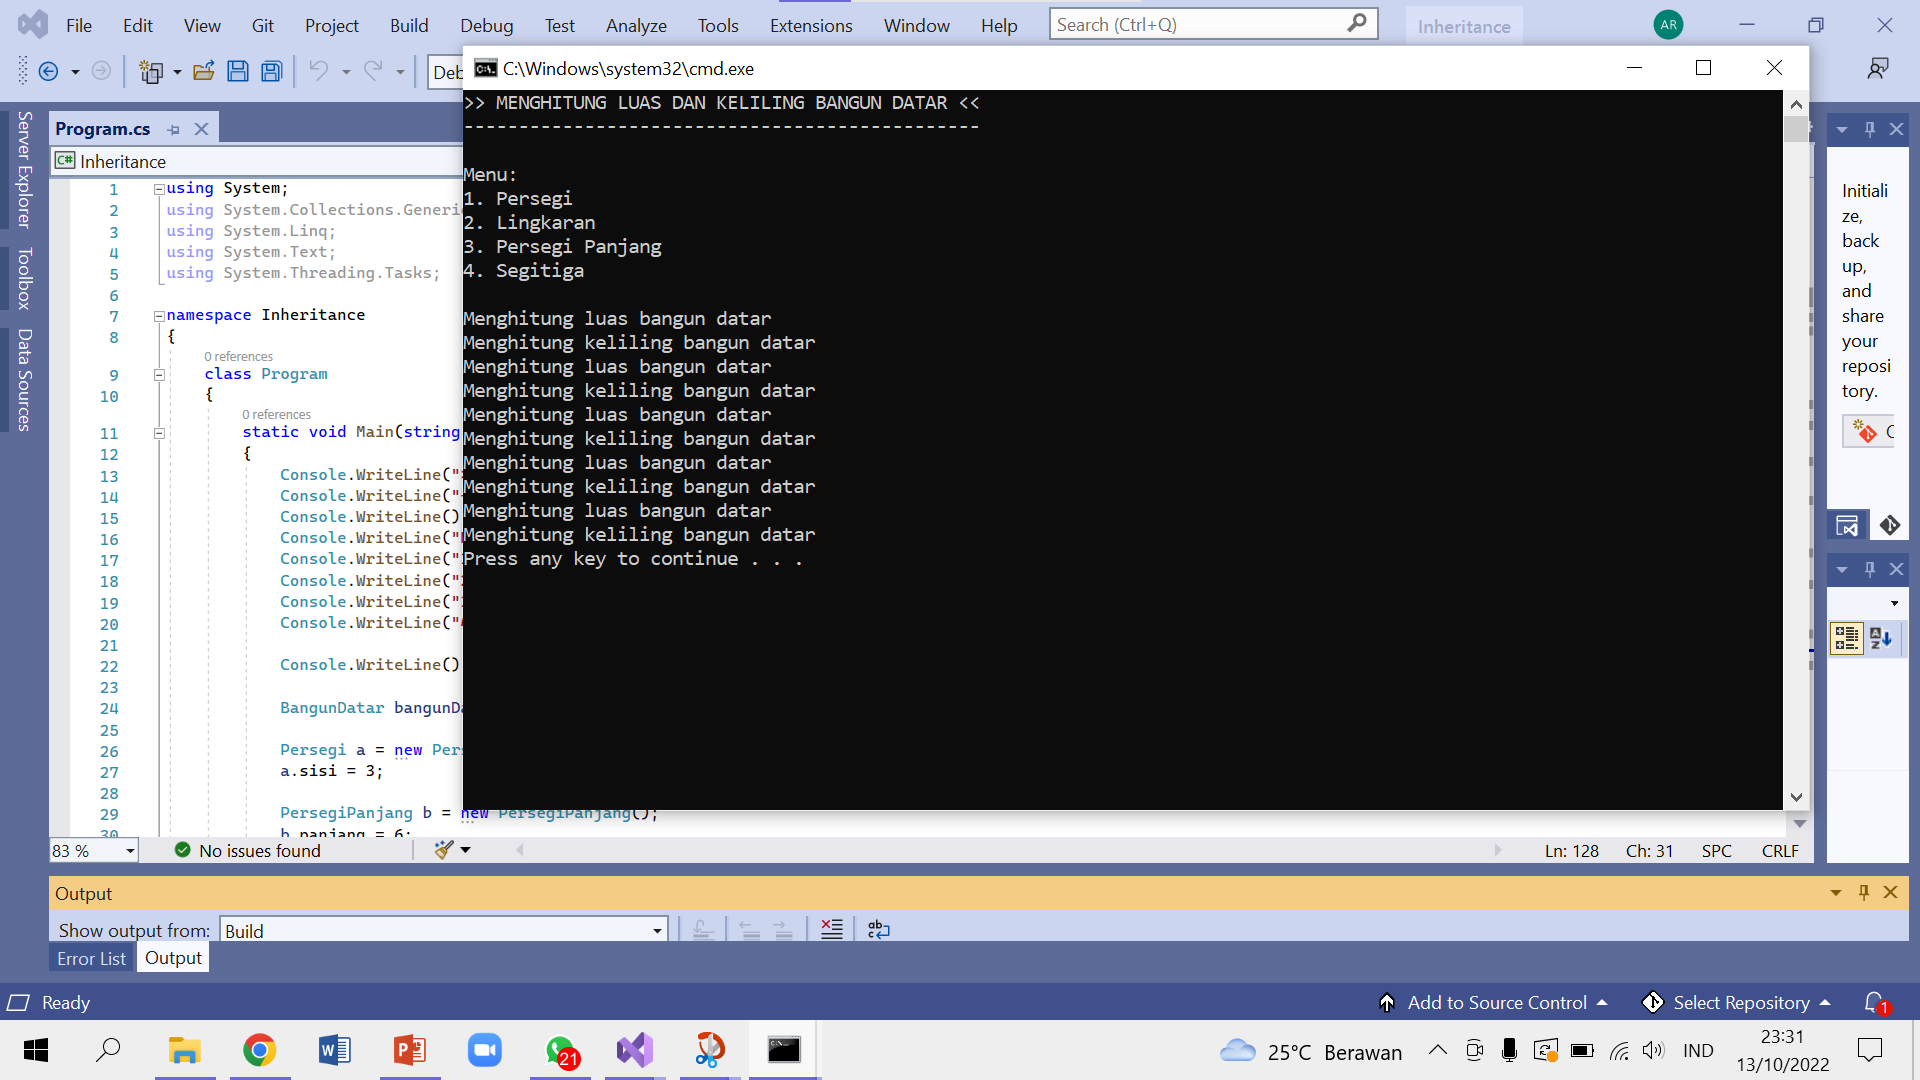 File Edit View Git Project Build Debug Test Analyze Tools Extensions Window Help Search (Ctrl+Q) Inheritance AR
Deb
C:\Windows\system32\cmd.exe
>> MENGHITUNG LUAS DAN KELILING BANGUN DATAR <<
-----------------------------------------------
Menu:
1. Persegi
2. Lingkaran
3. Persegi Panjang
4. Segitiga
Menghitung luas bangun datar
Menghitung keliling bangun datar
Menghitung luas bangun datar
Menghitung keliling bangun datar
Menghitung luas bangun datar
Menghitung keliling bangun datar
Menghitung luas bangun datar
Menghitung keliling bangun datar
Menghitung luas bangun datar
Menghitung keliling bangun datar
Press any key to continue . . .
Server Explorer
Toolbox
Data Sources
Program.cs
C# Inheritance
1 using System;
2 using System.Collections.Generi
3 using System.Linq;
4 using System.Text;
5 using System.Threading.Tasks;
6
7 namespace Inheritance
8 {
0 references
9 class Program
10 {
0 references
11 static void Main(string
12 {
13 Console.WriteLine("
14 Console.WriteLine("
15 Console.WriteLine()
16 Console.WriteLine("
17 Console.WriteLine("
18 Console.WriteLine("
19 Console.WriteLine("
20 Console.WriteLine("
21
22 Console.WriteLine()
23
24 BangunDatar bangunDa
25
26 Persegi a = new Pers
27 a.sisi = 3;
28
29 PersegiPanjang b = new PersegiPanjang();
30 b.panjang = 6;
Initiali
ze,
back
up,
and
share
your
reposi
tory.
83 % No issues found Ln: 128 Ch: 31 SPC CRLF
Output
Show output from: Build
Error List Output
Ready Add to Source Control Select Repository 1
21 25°C Berawan IND 23:31
13/10/2022